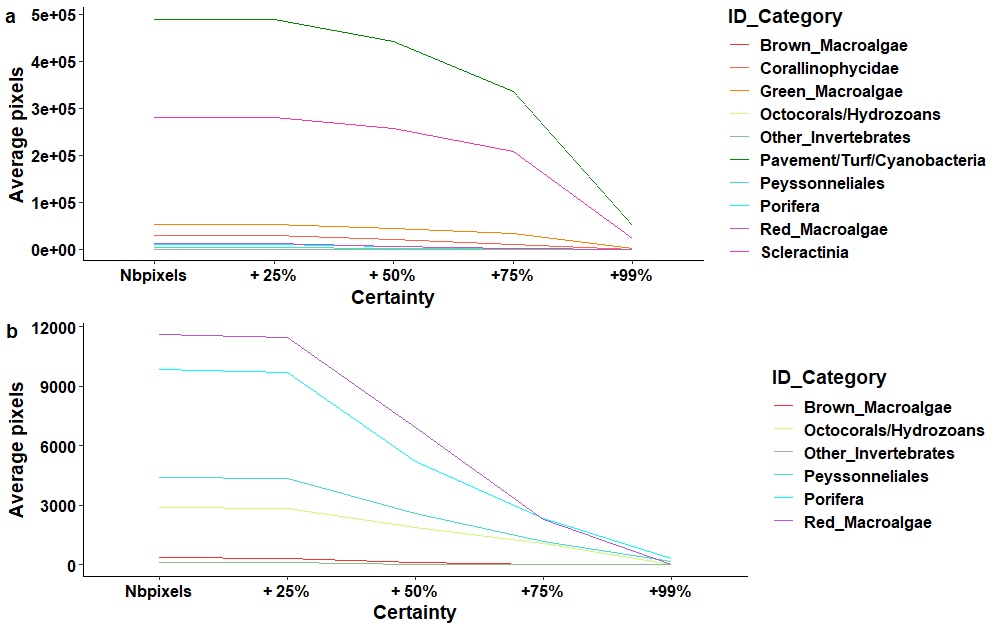 a
5e+05
4e+05
3e+05
2e+05
1e+05
0e+00
Average pixels
Nbpixels
+ 25%
+ 50%
+75%
+99%
Certainty
ID_Category
Brown_Macroalgae
Corallinophycidae
Green_Macroalgae
Octocorals/Hydrozoans
Other_Invertebrates
Pavement/Turf/Cyanobacteria
Peyssonneliales
Porifera
Red_Macroalgae
Scleractinia
b
12000
9000
6000
3000
0
Average pixels
Nbpixels
+ 25%
+ 50%
+75%
+99%
Certainty
ID_Category
Brown_Macroalgae
Octocorals/Hydrozoans
Other_Invertebrates
Peyssonneliales
Porifera
Red_Macroalgae